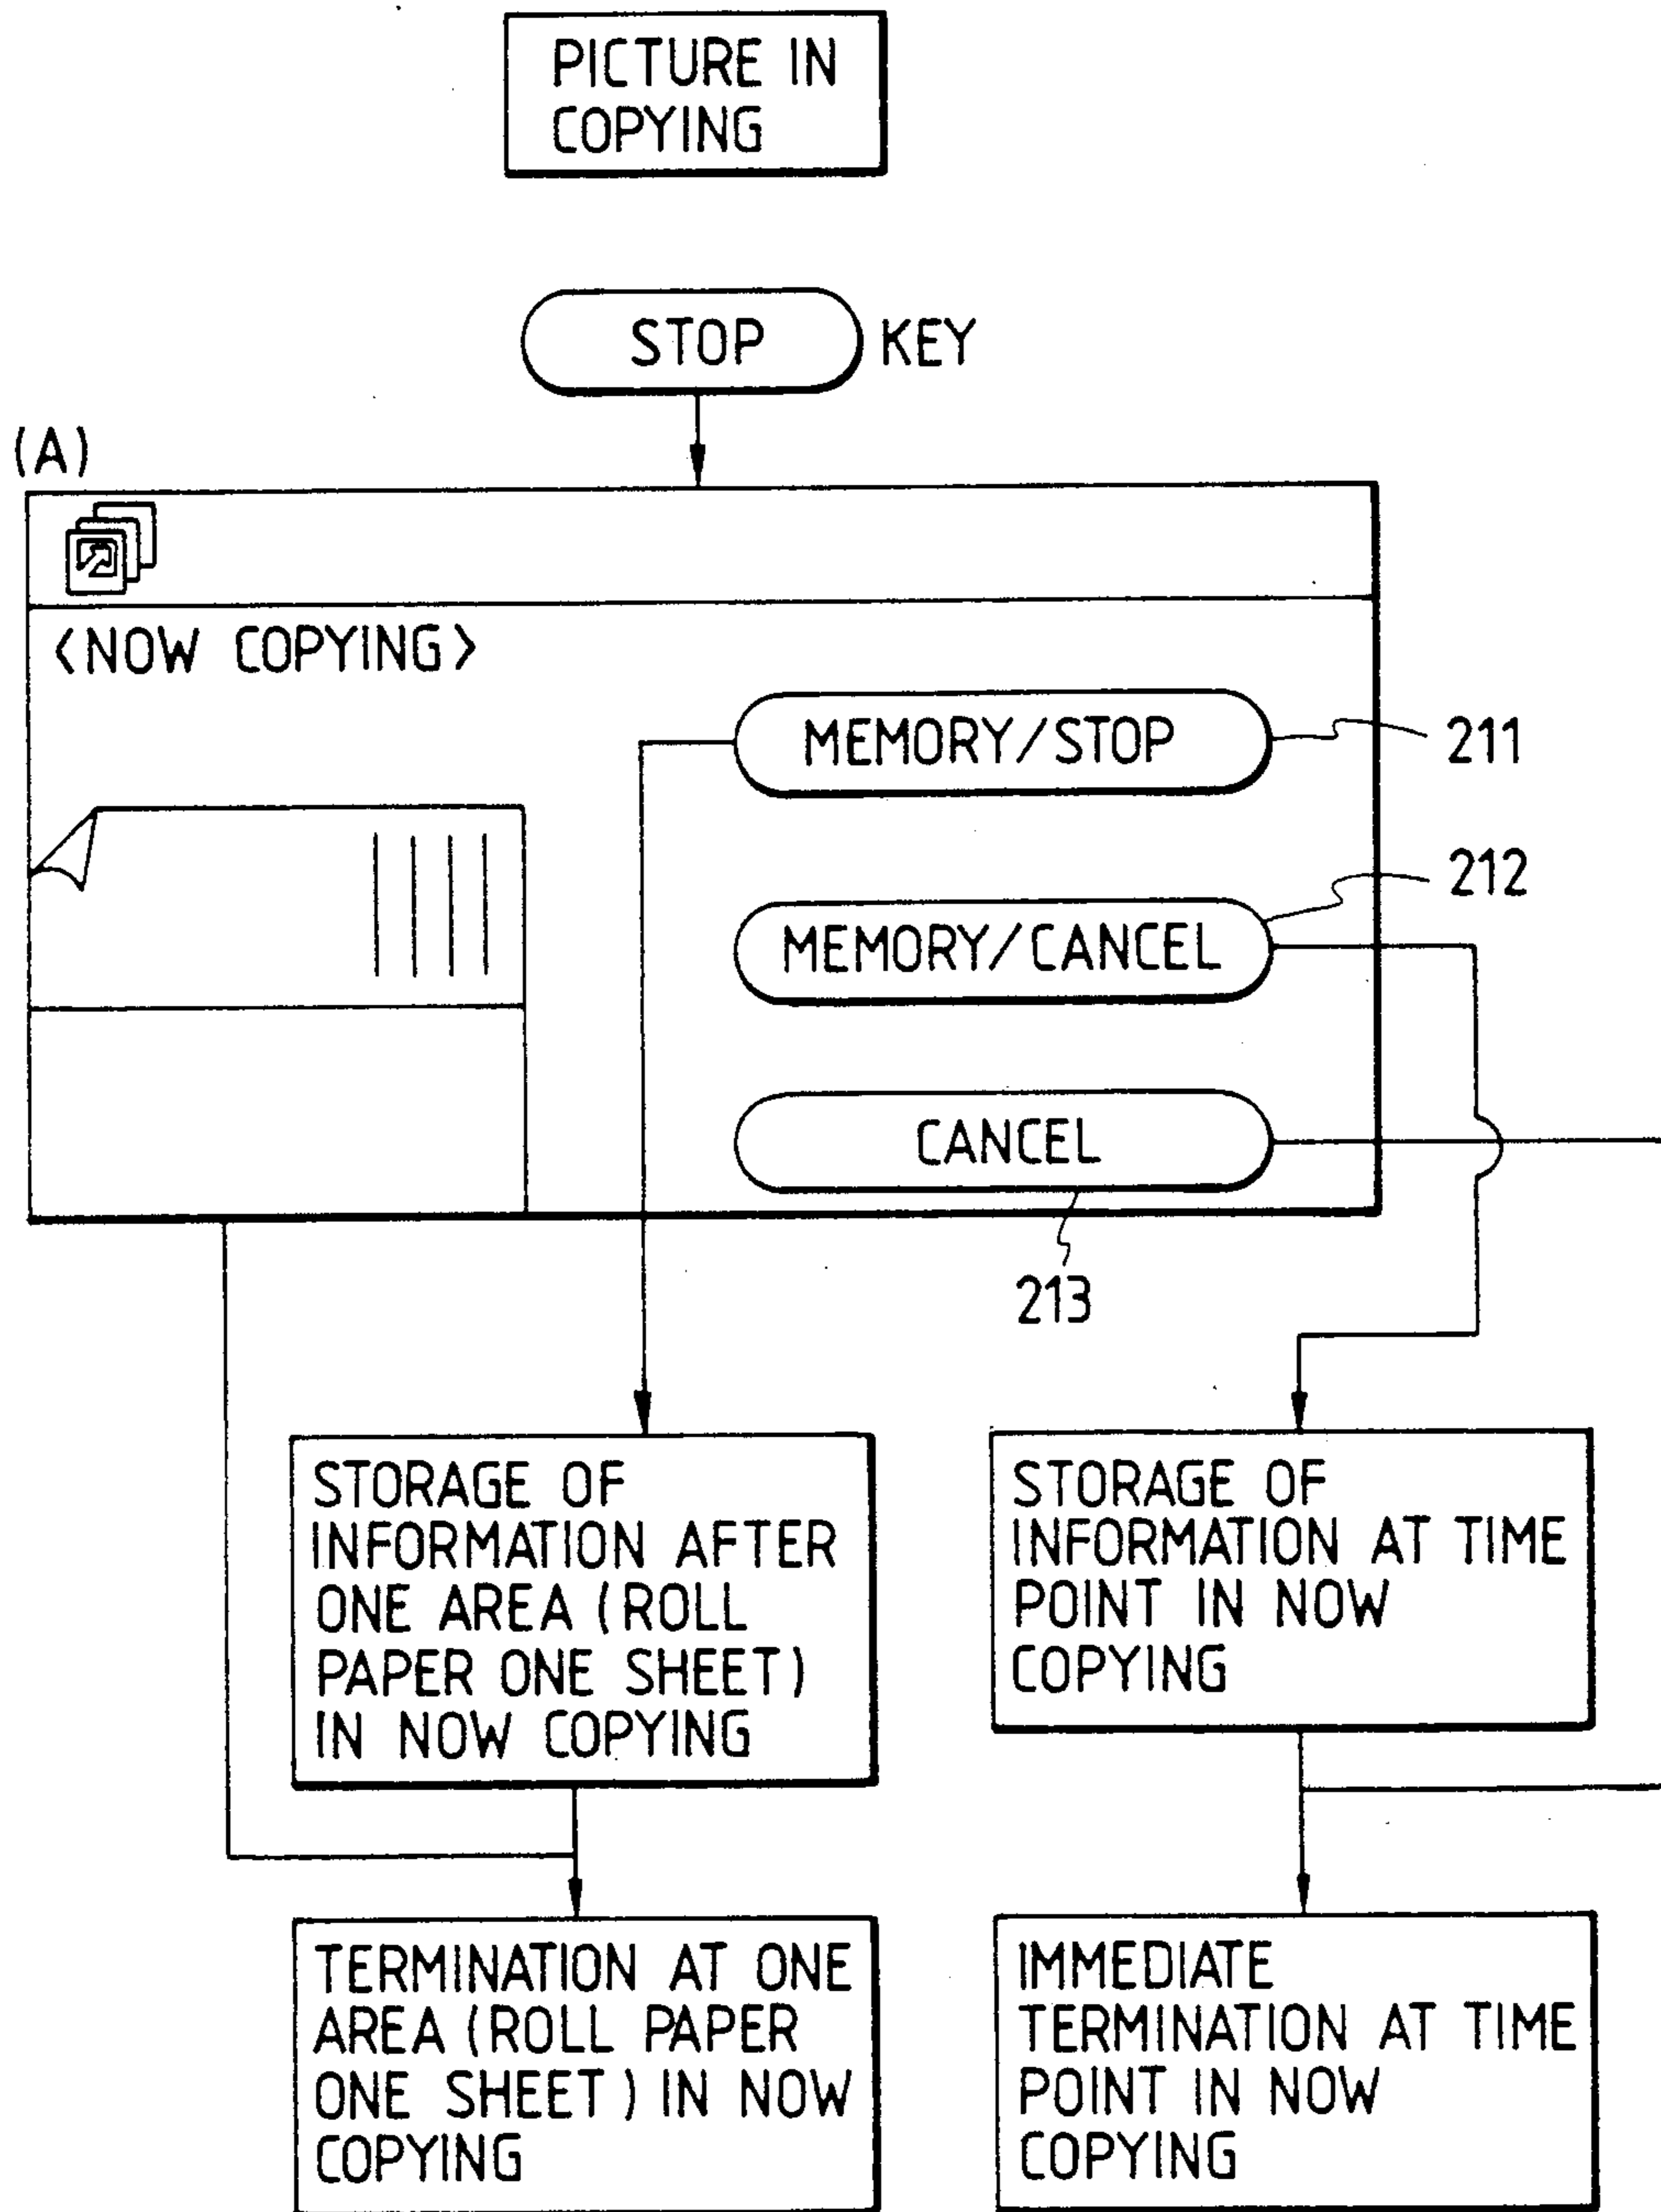 PICTURE IN
COPYING
STOP KEY
(A)
<NOW COPYING>
MEMORY/STOP 211
212
MEMORY/CANCEL
CANCEL
213
STORAGE OF
INFORMATION AFTER
ONE AREA (ROLL
PAPER ONE SHEET)
IN NOW COPYING
STORAGE OF
INFORMATION AT TIME
POINT IN NOW
COPYING
TERMINATION AT ONE
AREA (ROLL PAPER
ONE SHEET) IN NOW
COPYING
IMMEDIATE
TERMINATION AT TIME
POINT IN NOW
COPYING